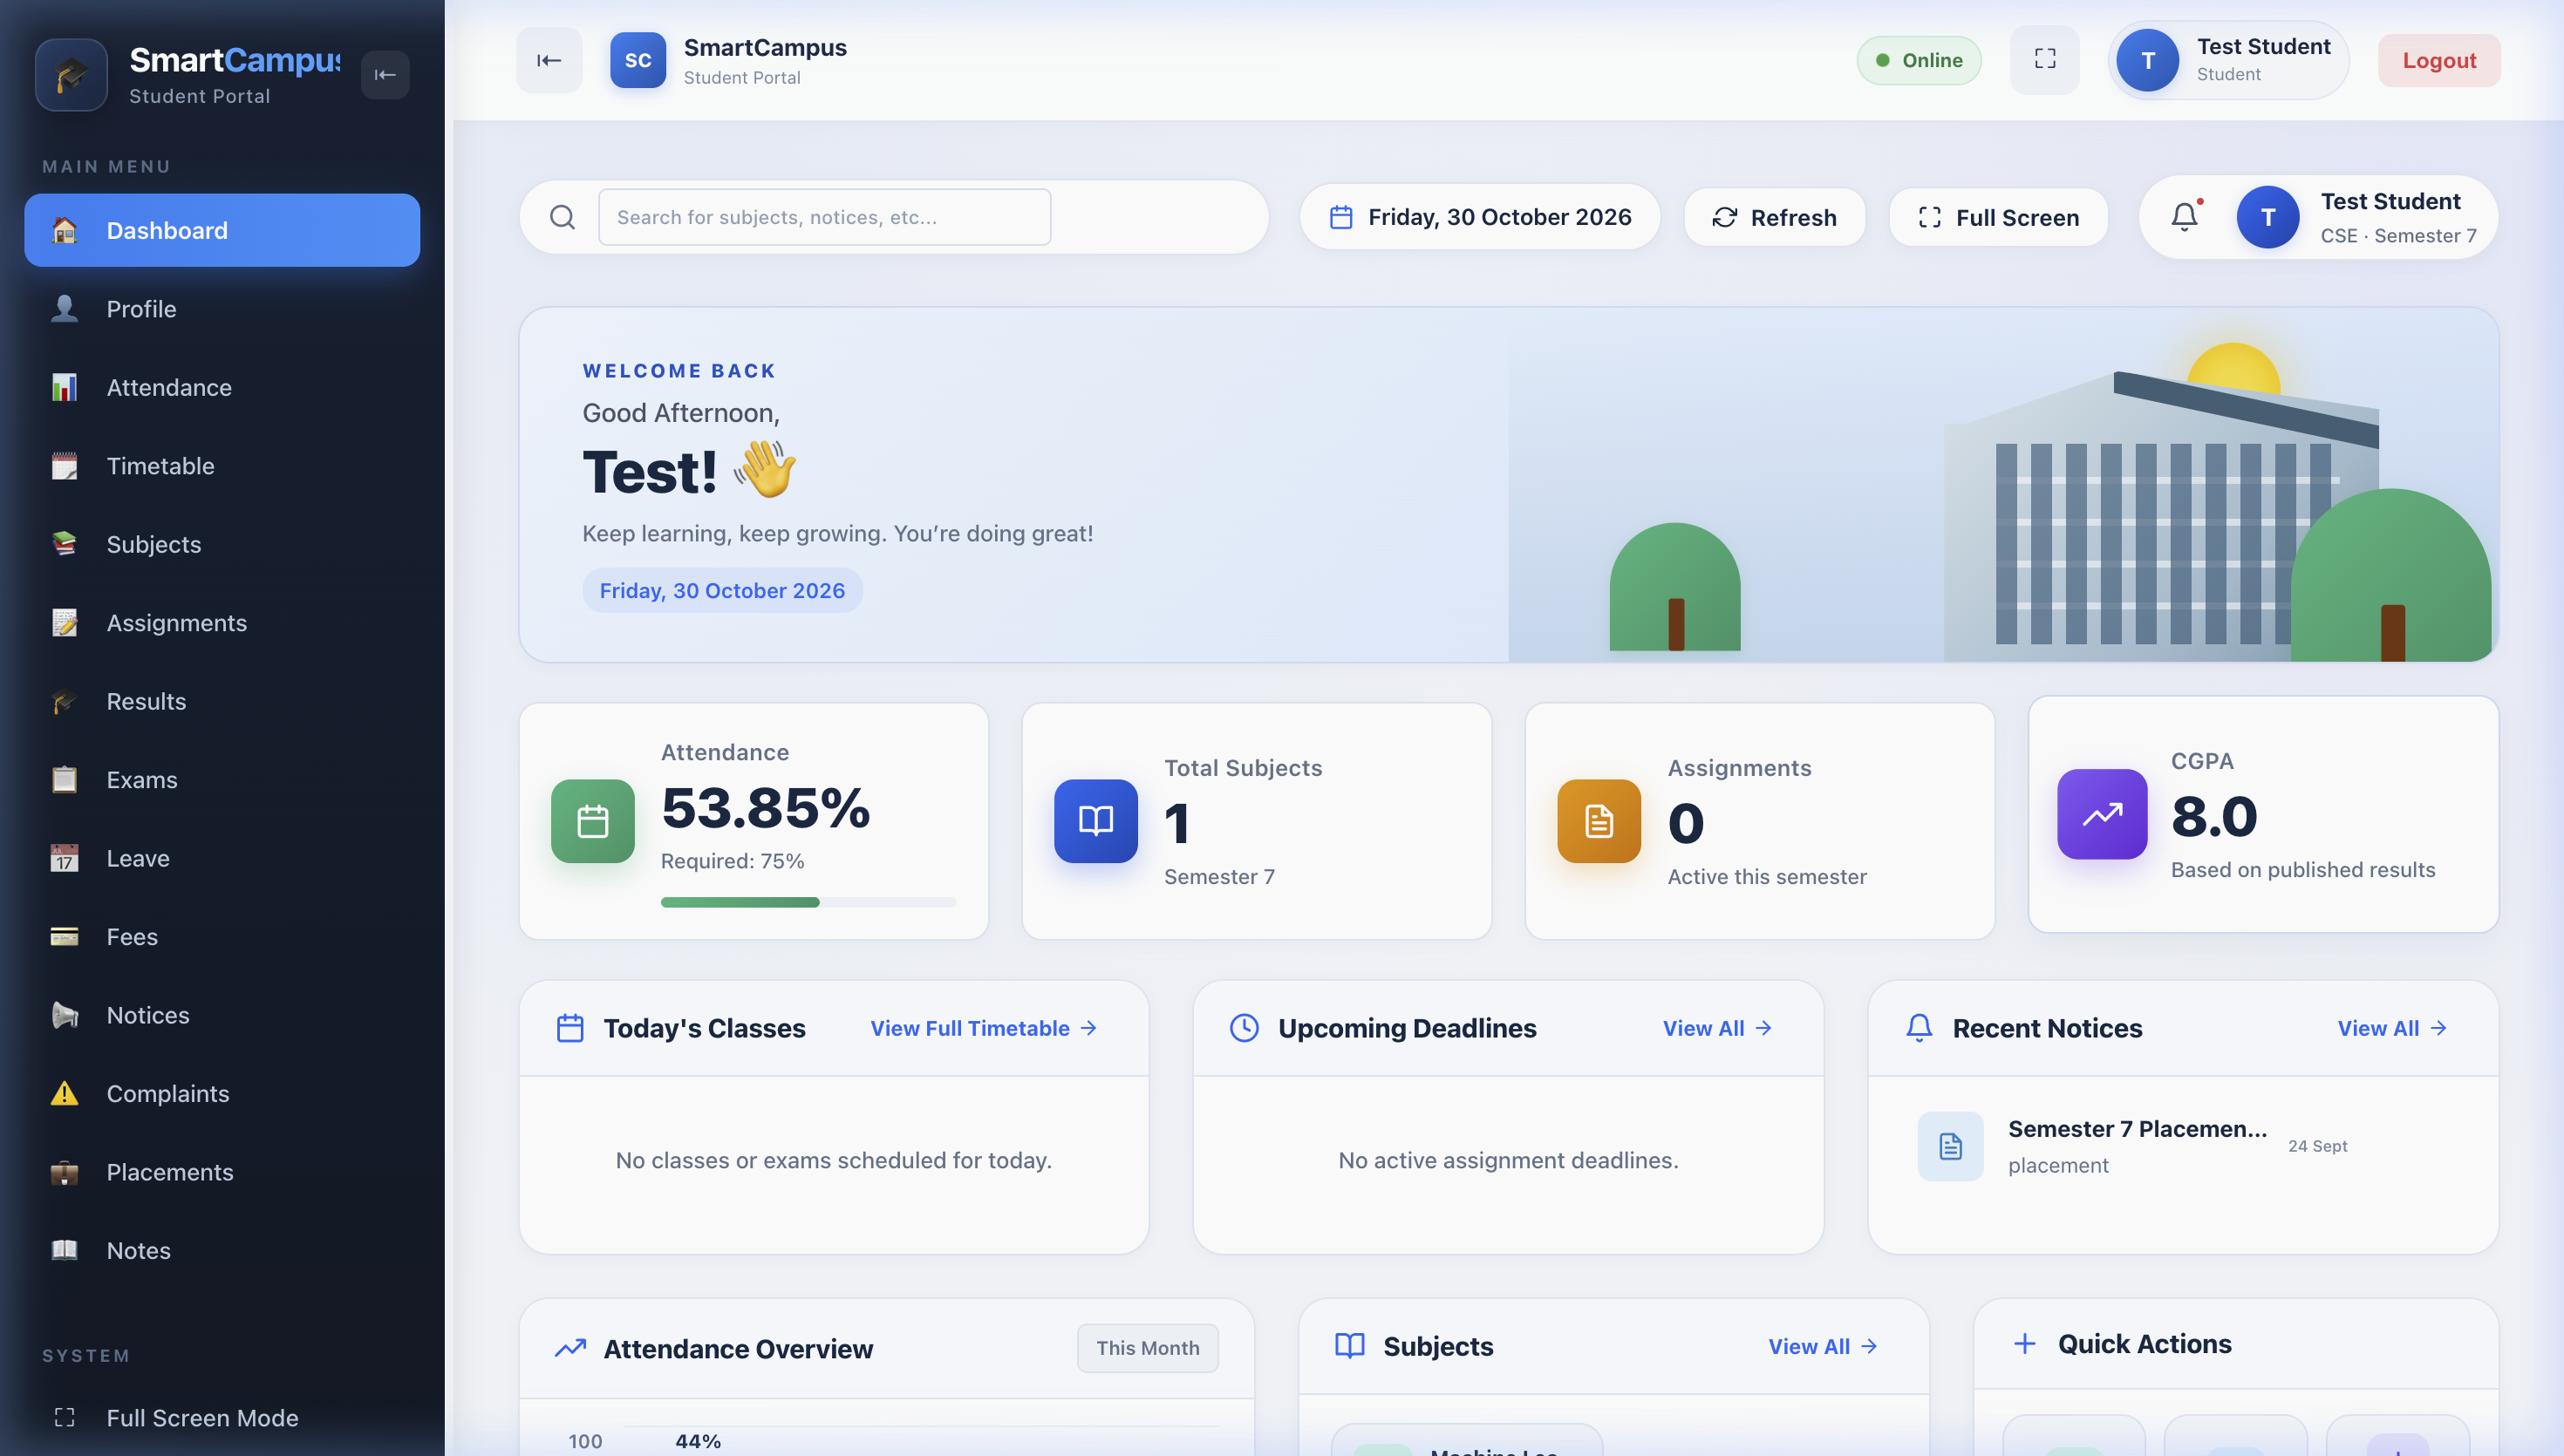 SmartCampus
Student Portal
MAIN MENU
Dashboard
Profile
Attendance
Timetable
Subjects
Assignments
Results
Exams
JUL
17
Leave
Fees
Notices
Complaints
Placements
Notes
SYSTEM
Full Screen Mode
SC
SmartCampus
Student Portal
Online
T
Test Student
Student
Logout
Search for subjects, notices, etc...
Friday, 30 October 2026
Refresh
Full Screen
T
Test Student
CSE · Semester 7
WELCOME BACK
Good Afternoon,
Test! 👋
Keep learning, keep growing. You’re doing great!
Friday, 30 October 2026
Attendance
53.85%
Required: 75%
Total Subjects
1
Semester 7
Assignments
0
Active this semester
CGPA
8.0
Based on published results
Today's Classes
View Full Timetable →
No classes or exams scheduled for today.
Upcoming Deadlines
View All →
No active assignment deadlines.
Recent Notices
View All →
Semester 7 Placemen...
placement
24 Sept
Attendance Overview
This Month
100
44%
Subjects
View All →
Quick Actions